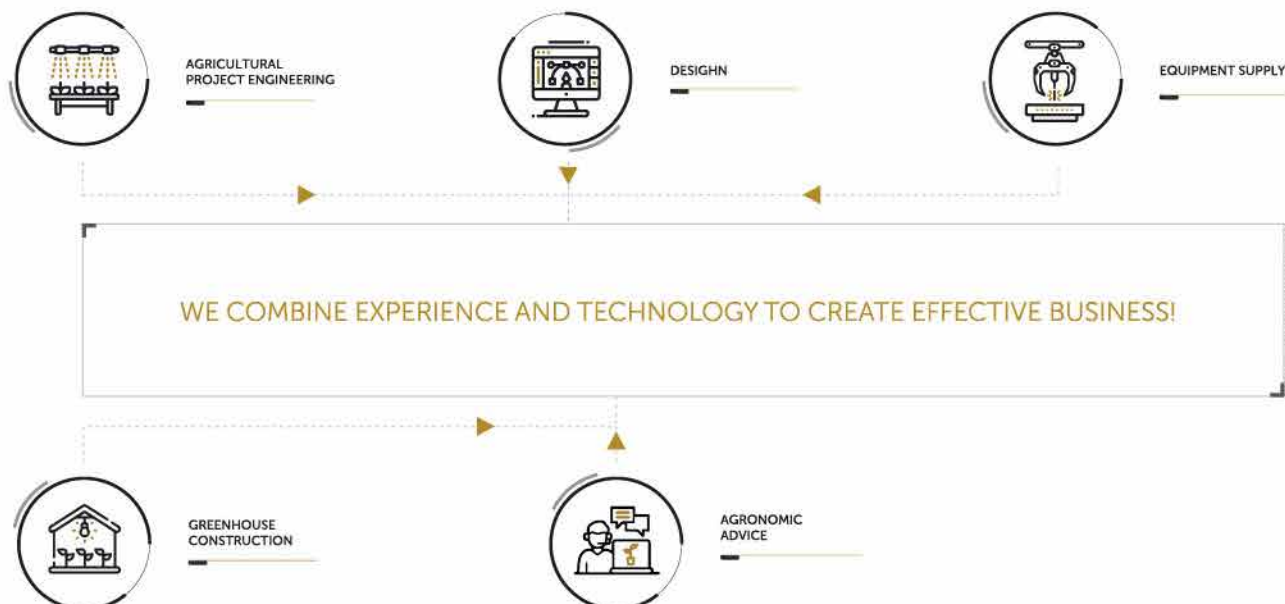 AGRICULTURAL
PROJECT ENGINEERING
DESIGHN
EQUIPMENT SUPPLY
WE COMBINE EXPERIENCE AND TECHNOLOGY TO CREATE EFFECTIVE BUSINESS!
GREENHOUSE
CONSTRUCTION
AGRONOMIC
ADVICE